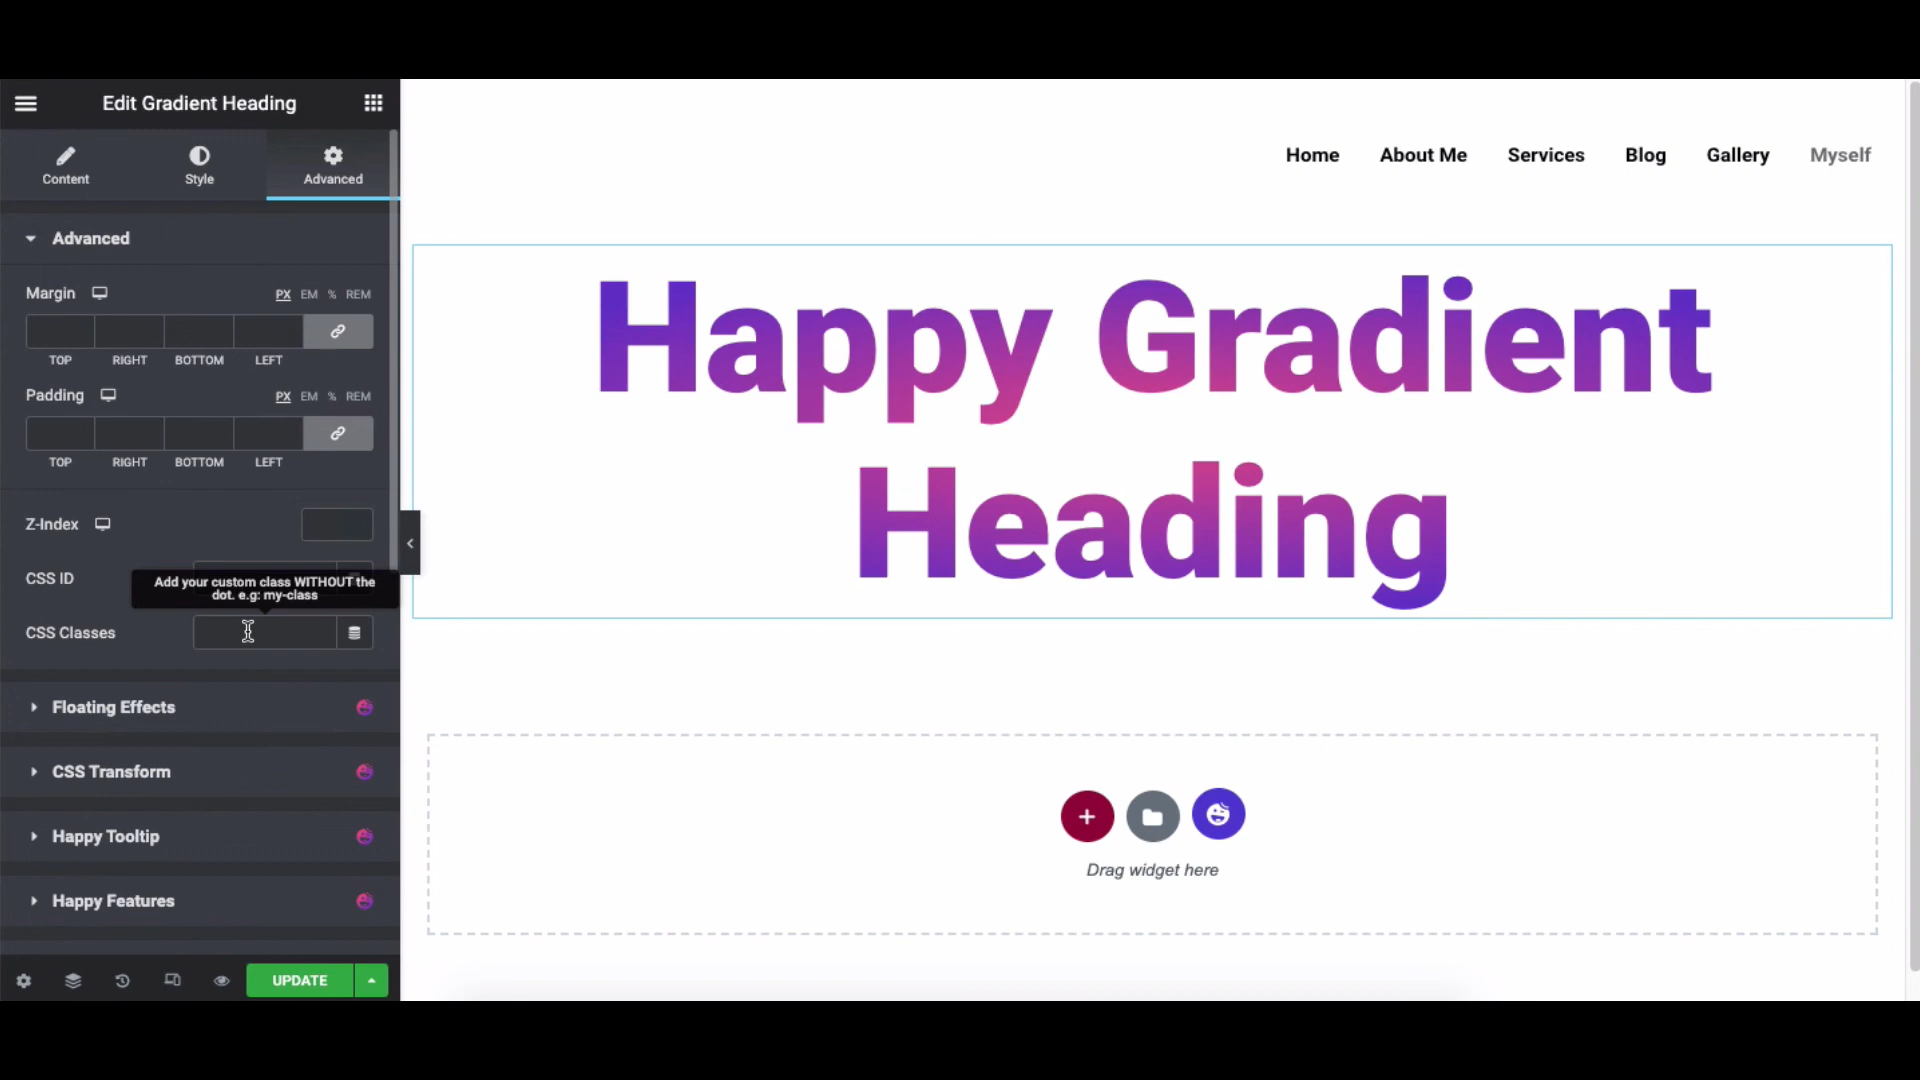 Edit Gradient Heading
Content
Style
Advanced
Advanced
Margin
PX EM % REM
TOP RIGHT BOTTOM LEFT
Padding
PX EM % REM
TOP RIGHT BOTTOM LEFT
Z-Index
CSS ID
Add your custom class WITHOUT the
dot. e.g: my-class
CSS Classes
Floating Effects
CSS Transform
Happy Tooltip
Happy Features
UPDATE
Home About Me Services Blog Gallery Myself
Happy Gradient
Heading
Drag widget here